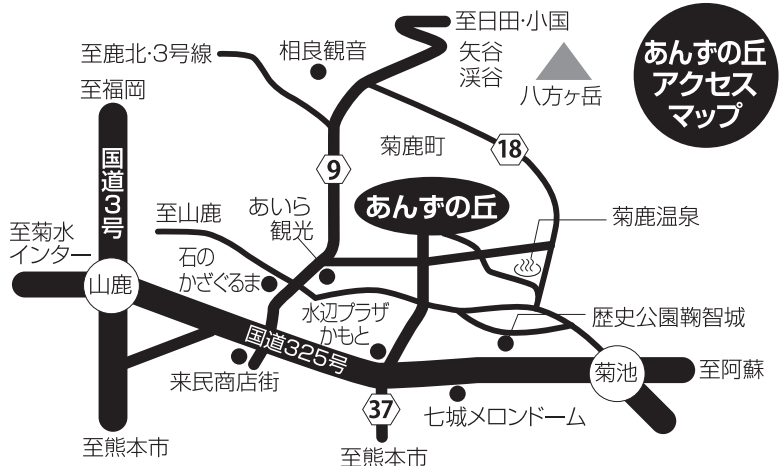 あんずの丘
アクセス
マップ
至日田・小国
至鹿北・3号線
相良観音
矢谷
渓谷
八方ヶ岳
至福岡
菊鹿町
18
国道3号
9
至山鹿
あいら
観光
あんずの丘
菊鹿温泉
至菊水
インター
石の
かざぐるま
山鹿
水辺プラザ
かもと
歴史公園鞠智城
国道325号
来民商店街
菊池
至阿蘇
37
七城メロンドーム
至熊本市
至熊本市